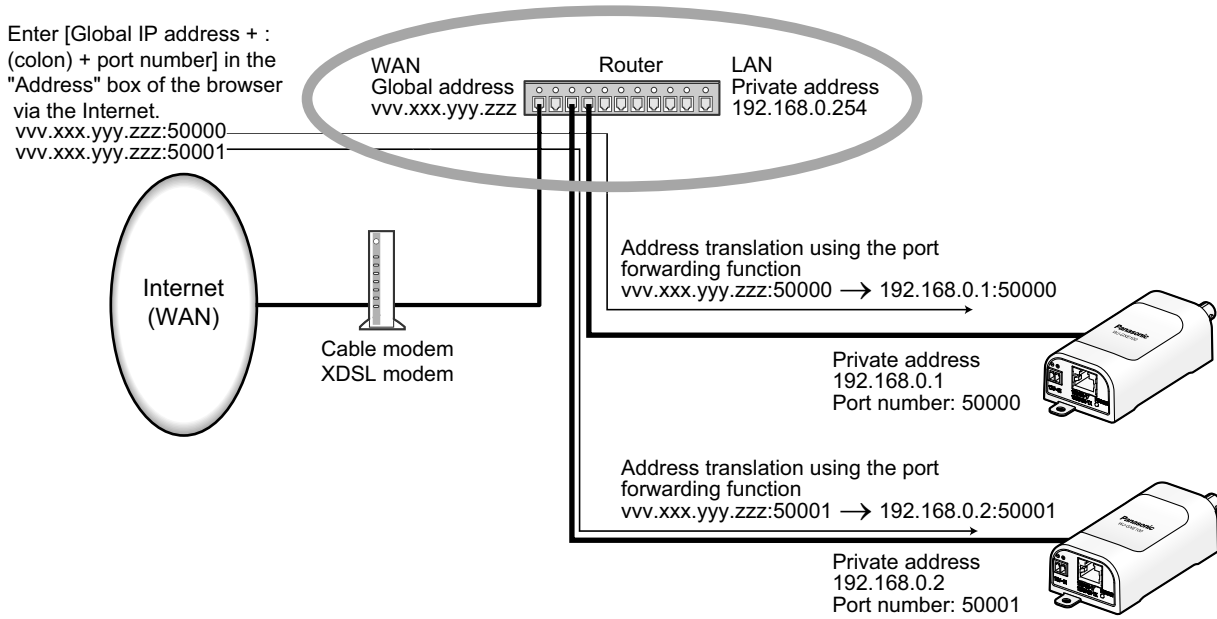 Enter [Global IP address + :
(colon) + port number] in the
"Address" box of the browser
via the Internet.
vvv.xxx.yyy.zzz:50000
vvv.xxx.yyy.zzz:50001
WAN
Global address
vvv.xxx.yyy.zzz
Router
LAN
Private address
192.168.0.254
Internet
(WAN)
Cable modem
XDSL modem
Address translation using the port
forwarding function
vvv.xxx.yyy.zzz:50000 → 192.168.0.1:50000
Panasonic
Private address
192.168.0.1
Port number: 50000
Address translation using the port
forwarding function
vvv.xxx.yyy.zzz:50001 → 192.168.0.2:50001
Panasonic
Private address
192.168.0.2
Port number: 50001